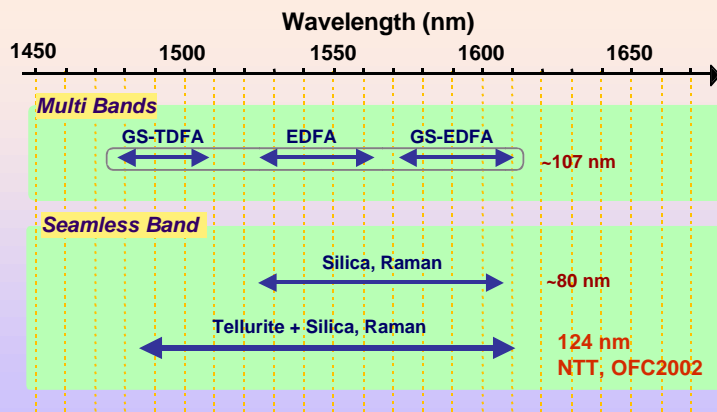 Wavelength (nm)
1450 1500 1550 1600 1650
Multi Bands
GS-TDFA EDFA GS-EDFA
~107 nm
Seamless Band
Silica, Raman
~80 nm
Tellurite + Silica, Raman
124 nm
NTT, OFC2002